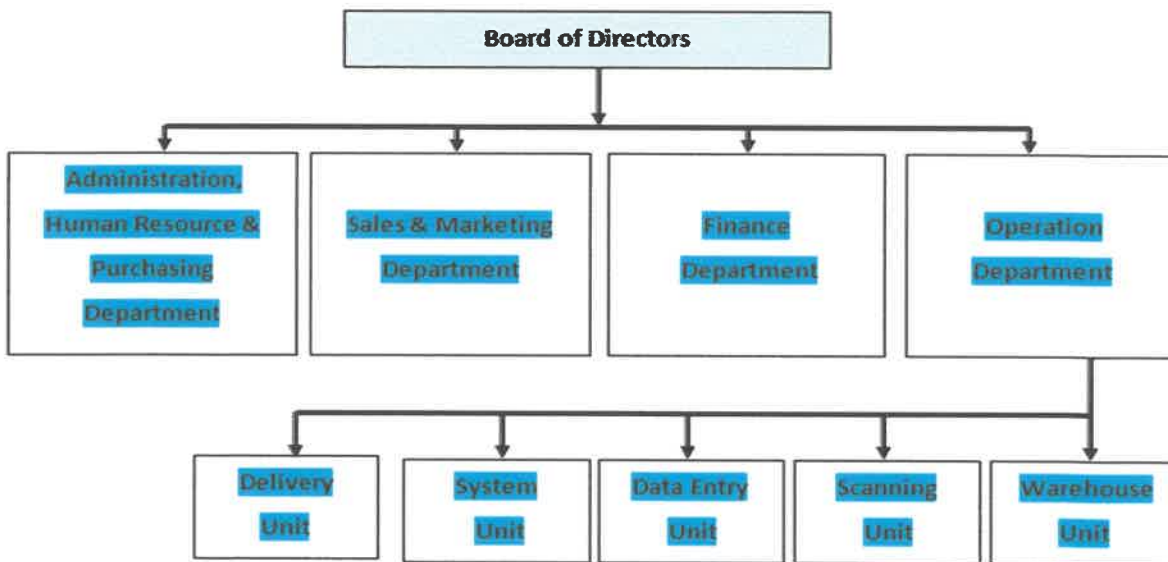 Board of Directors
Administration,
Human Resource &
Purchasing
Department
Sales & Marketing
Department
Finance
Department
Operation
Department
Delivery
Unit
System
Unit
Data Entry
Unit
Scanning
Unit
Warehouse
Unit